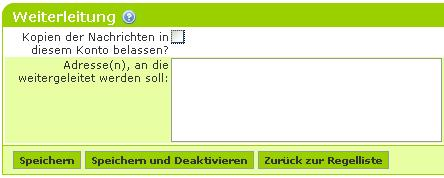 Weiterleitung
Kopien der Nachrichten in
diesem Konto belassen?
Adresse(n), an die
weitergeleitet werden soll:
Speichern Speichern und Deaktivieren Zurück zur Regelliste